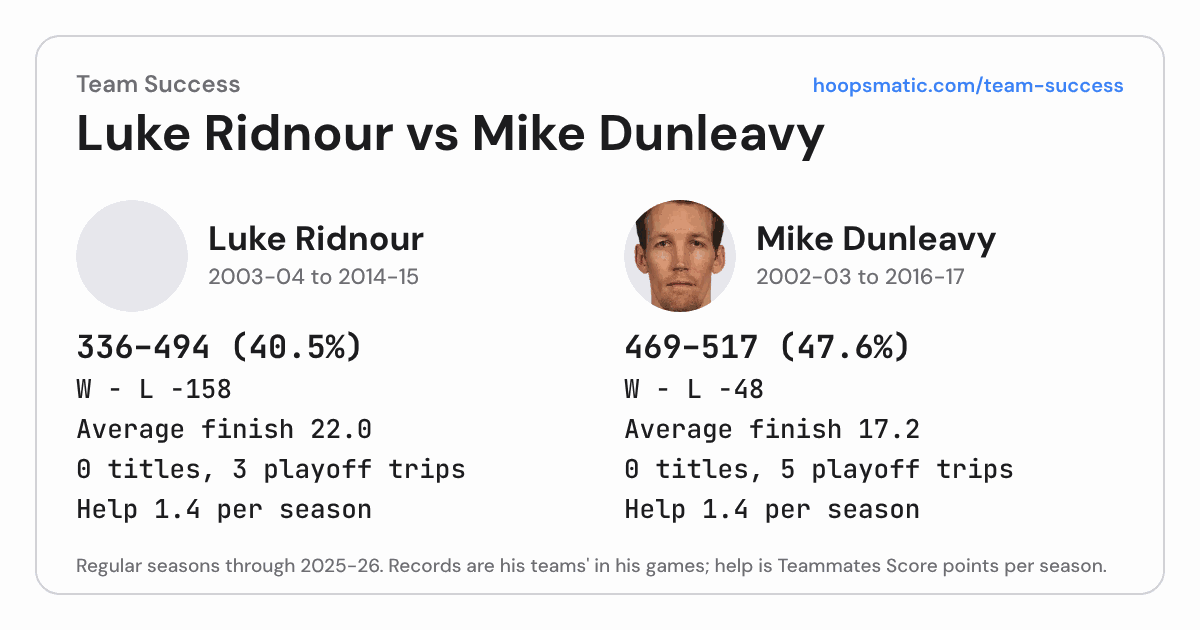 Team Success
hoopsmatic.com/team-success
Luke Ridnour vs Mike Dunleavy
Luke Ridnour
2003-04 to 2014-15
336-494 (40.5%)
W - L -158
Average finish 22.0
0 titles, 3 playoff trips
Help 1.4 per season
Mike Dunleavy
2002-03 to 2016-17
469-517 (47.6%)
W - L -48
Average finish 17.2
0 titles, 5 playoff trips
Help 1.4 per season
Regular seasons through 2025-26. Records are his teams' in his games; help is Teammates Score points per season.